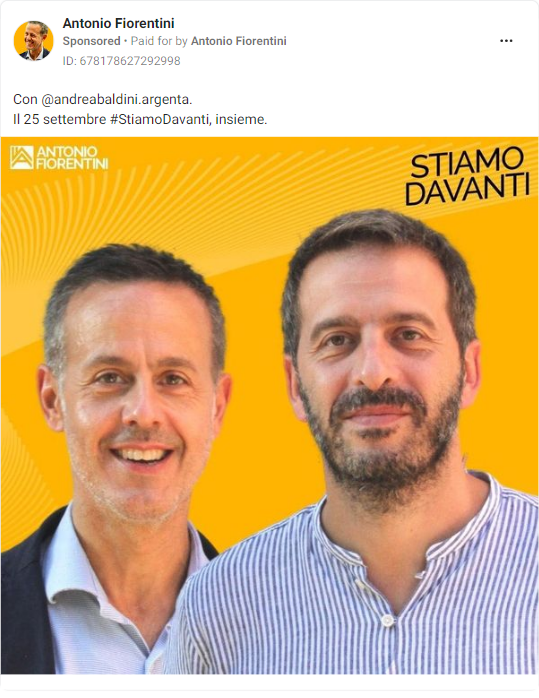 Antonio Fiorentini
Sponsored • Paid for by Antonio Fiorentini
ID: 678178627292998
Con @andreabaldini.argenta.
Il 25 settembre #StiamoDavanti, insieme.
ANTONIO
FIORENTINI
STIAMO
DAVANTI